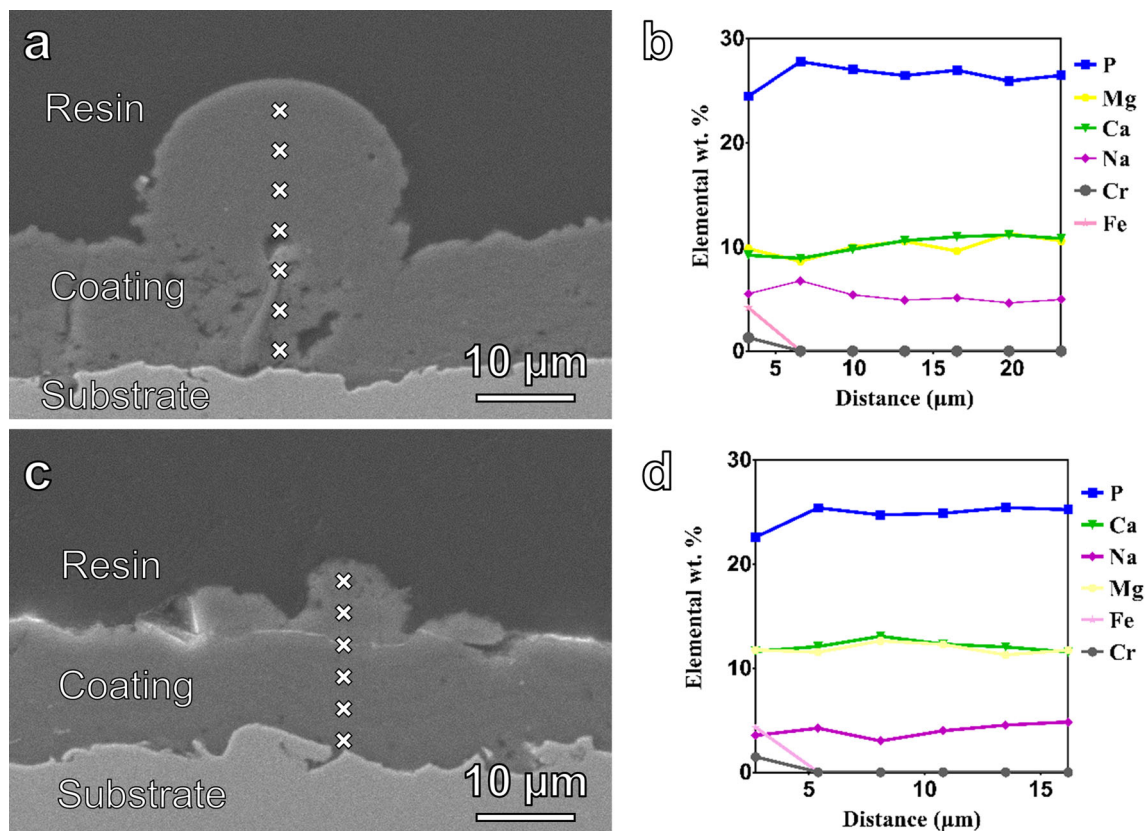 a
Resin
Coating
Substrate
10 µm
b
30
20
10
0
5
10
15
20
Elemental wt. %
Distance (µm)
P
Mg
Ca
Na
Cr
Fe
c
Resin
Coating
Substrate
10 µm
d
30
20
10
0
5
10
15
Elemental wt. %
Distance (µm)
P
Ca
Na
Mg
Fe
Cr